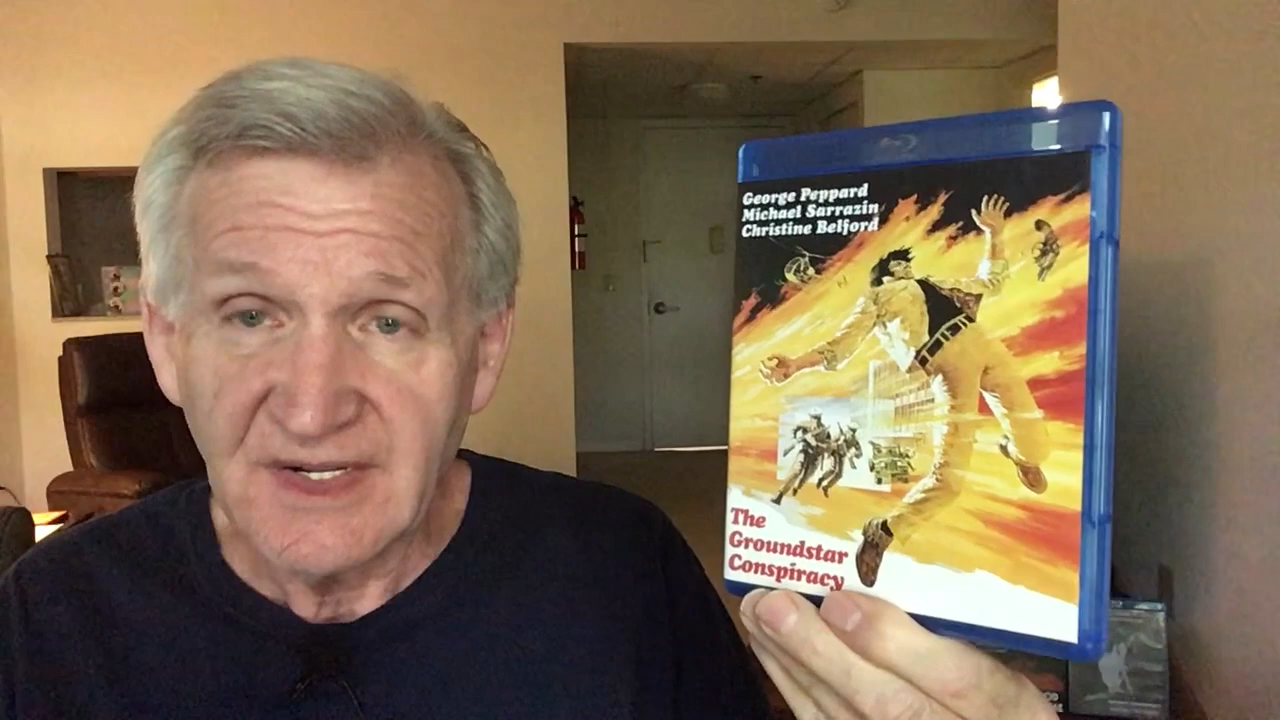 George Peppard
Michael Sarrazin
Christine Belford
The
Groundstar
Conspiracy